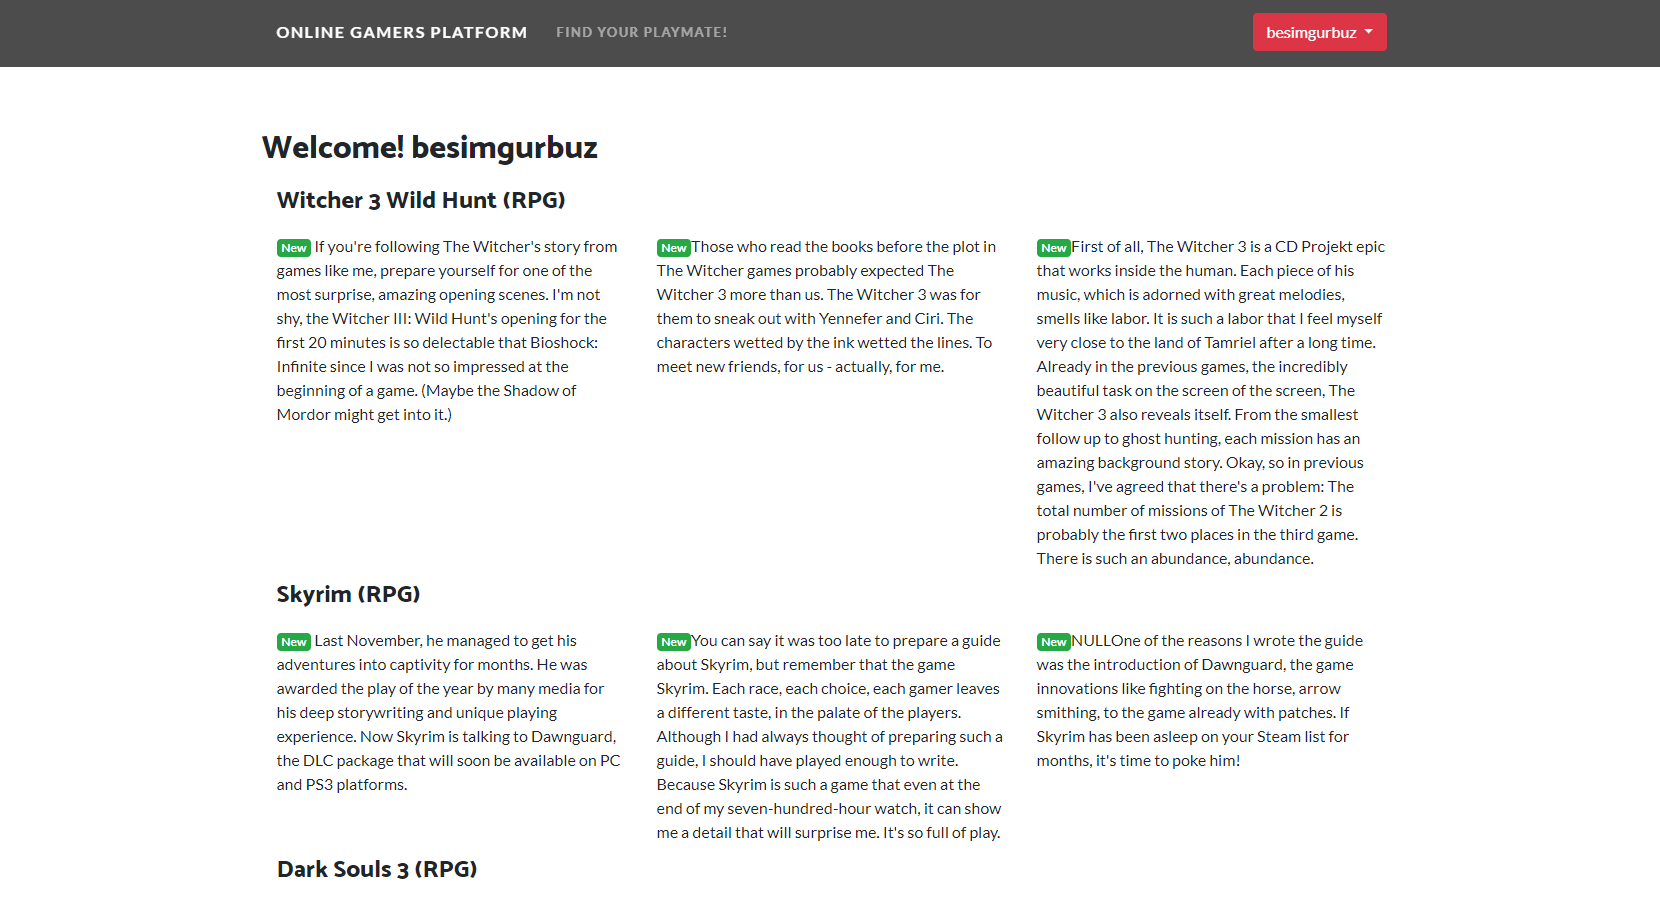 ONLINE GAMERS PLATFORM FIND YOUR PLAYMATE! besimgurbuz
Welcome! besimgurbuz
Witcher 3 Wild Hunt (RPG)
New If you're following The Witcher's story from
games like me, prepare yourself for one of the
most surprise, amazing opening scenes. I'm not
shy, the Witcher III: Wild Hunt's opening for the
first 20 minutes is so delectable that Bioshock:
Infinite since I was not so impressed at the
beginning of a game. (Maybe the Shadow of
Mordor might get into it.)
NewThose who read the books before the plot in
The Witcher games probably expected The
Witcher 3 more than us. The Witcher 3 was for
them to sneak out with Yennefer and Ciri. The
characters wetted by the ink wetted the lines. To
meet new friends, for us - actually, for me.
NewFirst of all, The Witcher 3 is a CD Projekt epic
that works inside the human. Each piece of his
music, which is adorned with great melodies,
smells like labor. It is such a labor that I feel myself
very close to the land of Tamriel after a long time.
Already in the previous games, the incredibly
beautiful task on the screen of the screen, The
Witcher 3 also reveals itself. From the smallest
follow up to ghost hunting, each mission has an
amazing background story. Okay, so in previous
games, I've agreed that there's a problem: The
total number of missions of The Witcher 2 is
probably the first two places in the third game.
There is such an abundance, abundance.
Skyrim (RPG)
New Last November, he managed to get his
adventures into captivity for months. He was
awarded the play of the year by many media for
his deep storywriting and unique playing
experience. Now Skyrim is talking to Dawnguard,
the DLC package that will soon be available on PC
and PS3 platforms.
NewYou can say it was too late to prepare a guide
about Skyrim, but remember that the game
Skyrim. Each race, each choice, each gamer leaves
a different taste, in the palate of the players.
Although I had always thought of preparing such a
guide, I should have played enough to write.
Because Skyrim is such a game that even at the
end of my seven-hundred-hour watch, it can show
me a detail that will surprise me. It's so full of play.
NewNULLOne of the reasons I wrote the guide
was the introduction of Dawnguard, the game
innovations like fighting on the horse, arrow
smithing, to the game already with patches. If
Skyrim has been asleep on your Steam list for
months, it's time to poke him!
Dark Souls 3 (RPG)